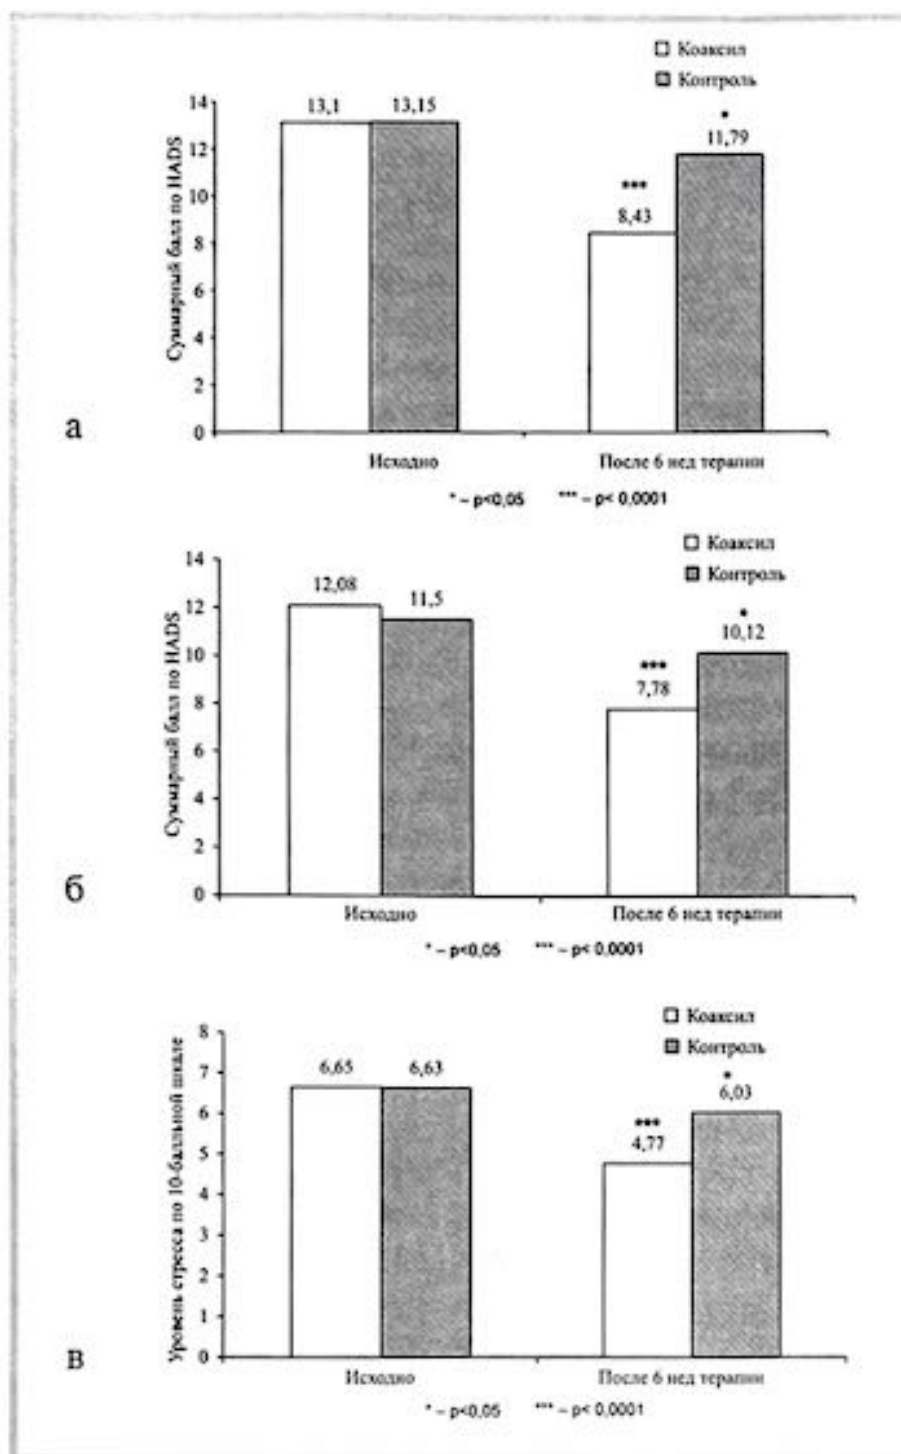 Коаксил
Контроль
Суммарный балл по HADS
14
12
10
8
6
4
2
0
13,1
13,15
***
8,43
*
11,79
а
Исходно
После 6 нед терапии
* – p<0,05 *** – p< 0,0001
Коаксил
Контроль
Суммарный балл по HADS
14
12
10
8
6
4
2
0
12,08
11,5
***
7,78
*
10,12
б
Исходно
После 6 нед терапии
* – p<0,05 *** – p< 0,0001
Коаксил
Контроль
Уровень стресса по 10-балльной шкале
8
7
6
5
4
3
2
1
0
6,65
6,63
***
4,77
*
6,03
в
Исходно
После 6 нед терапии
* – p<0,05 *** – p< 0,0001